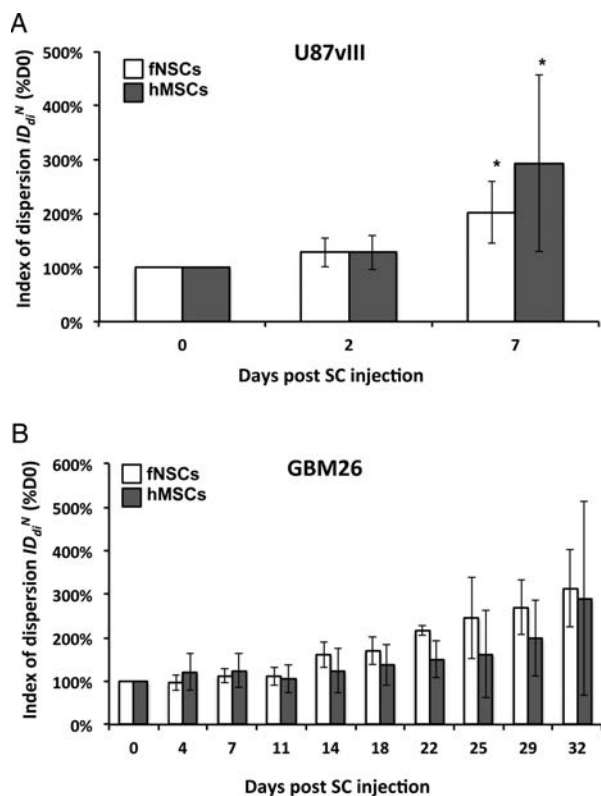 A
U87vIII
fNSCs
hMSCs
Index of dispersion ID_di^N (%D0)
500%
400%
300%
200%
100%
0%
* *
0 2 7
Days post SC injection
B
GBM26
fNSCs
hMSCs
Index of dispersion ID_di^N (%D0)
600%
500%
400%
300%
200%
100%
0%
0 4 7 11 14 18 22 25 29 32
Days post SC injection